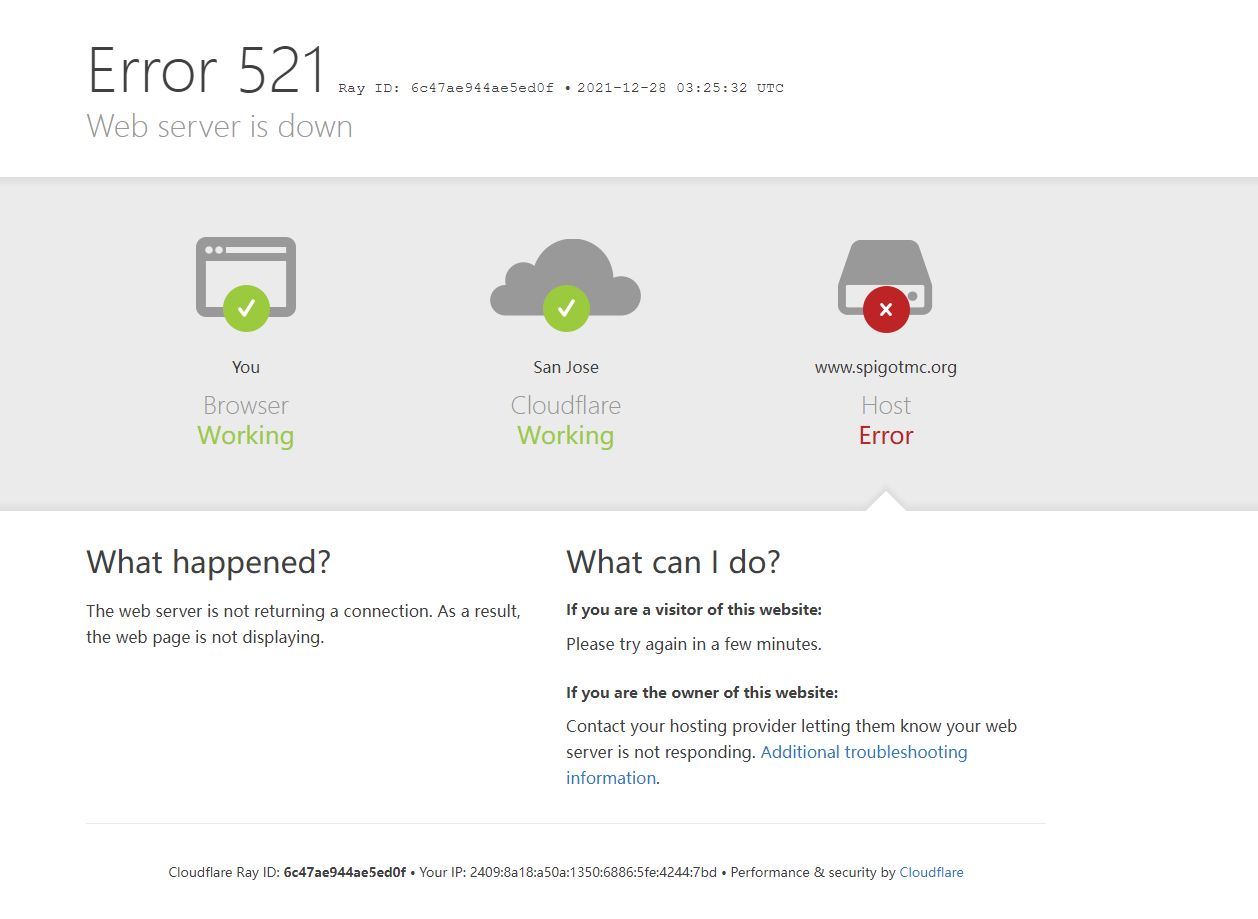 Error 521 Ray ID: 6c47ae944ae5ed0f • 2021-12-28 03:25:32 UTC
Web server is down
You
Browser
Working
San Jose
Cloudflare
Working
www.spigotmc.org
Host
Error
What happened?
The web server is not returning a connection. As a result,
the web page is not displaying.
What can I do?
If you are a visitor of this website:
Please try again in a few minutes.
If you are the owner of this website:
Contact your hosting provider letting them know your web
server is not responding. Additional troubleshooting
information.
Cloudflare Ray ID: 6c47ae944ae5ed0f • Your IP: 2409:8a18:a50a:1350:6886:5fe:4244:7bd • Performance & security by Cloudflare